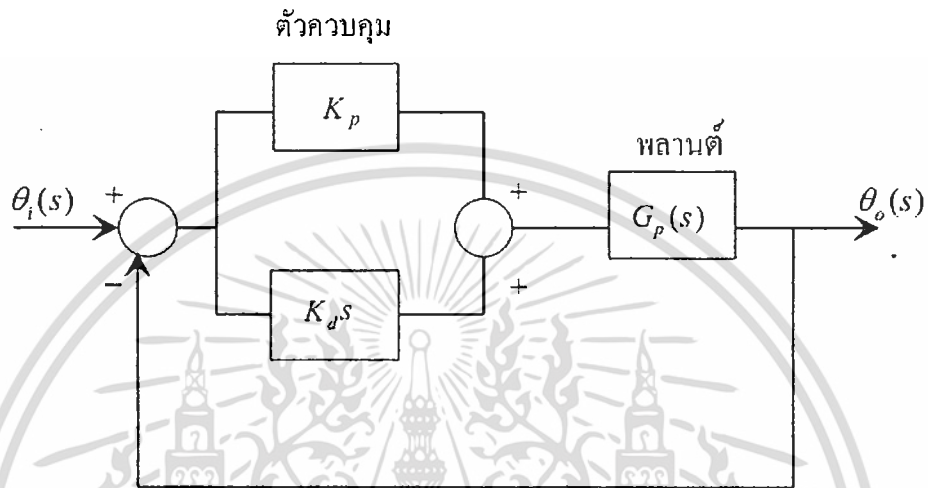 ตัวควบคุม
K_p
พลานต์
θ_i(s)
+
+
G_p(s)
θ_o(s)
−
+
K_d s